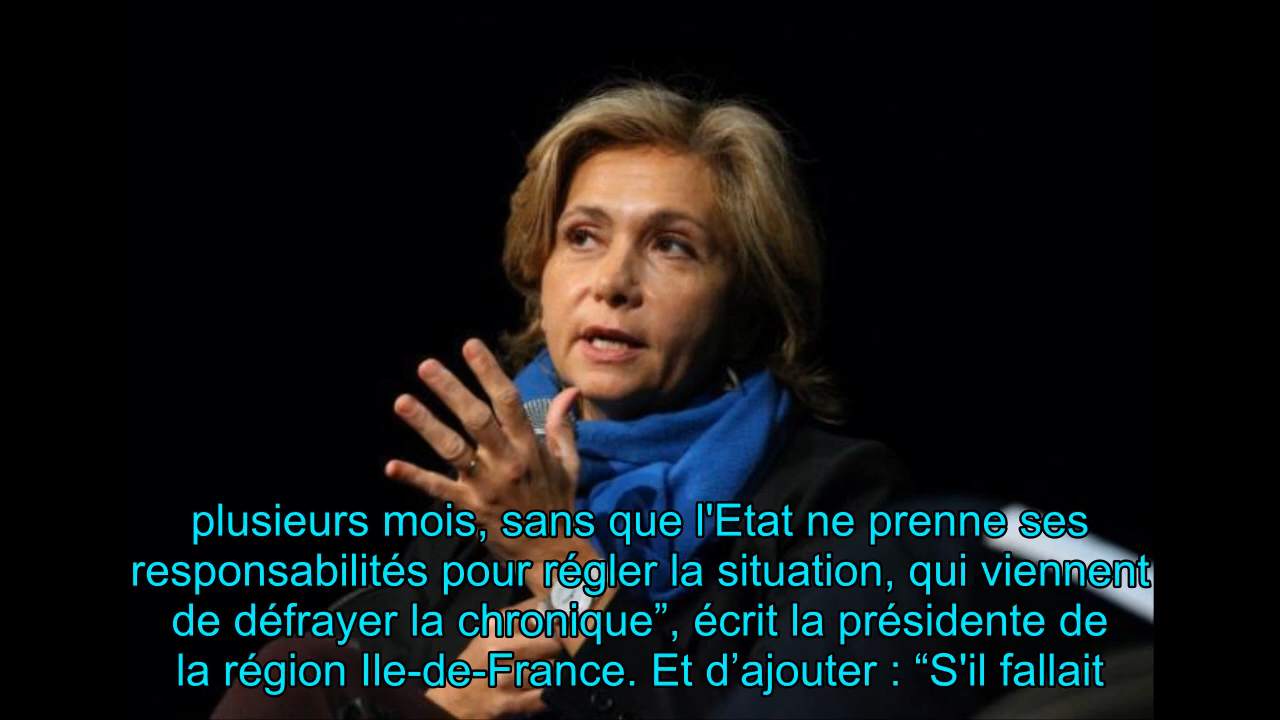 plusieurs mois, sans que l'Etat ne prenne ses
responsabilités pour régler la situation, qui viennent
de défrayer la chronique”, écrit la présidente de
la région Ile-de-France. Et d’ajouter : “S'il fallait